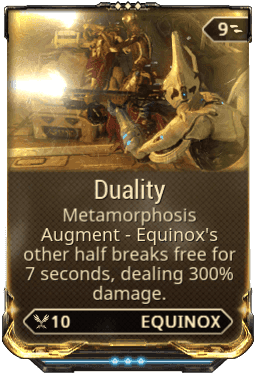 9
Duality
Metamorphosis
Augment - Equinox's
other half breaks free for
7 seconds, dealing 300%
damage.
10 EQUINOX